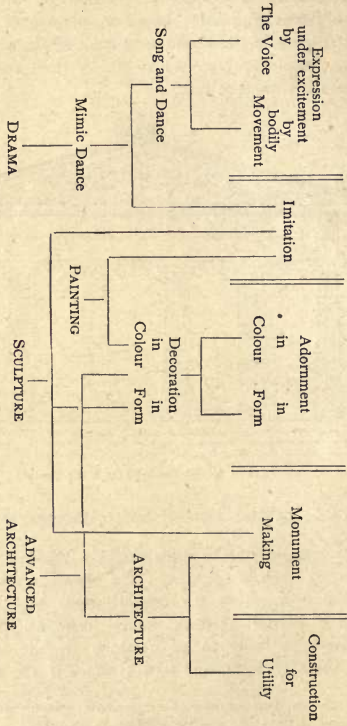 Expression
under excitement
by by
The Voice bodily
Movement
Imitation
Adornment
in in
Colour Form
Monument
Making
Construction
for
Utility
Song and Dance
Decoration
in in
Colour Form
Mimic Dance
PAINTING
ARCHITECTURE
DRAMA
SCULPTURE
ADVANCED
ARCHITECTURE